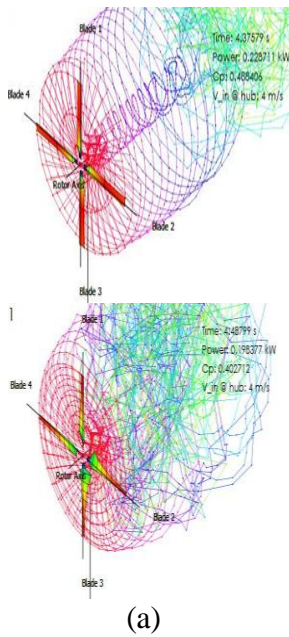 Blade 1
Time: 4.37579 s
Power: 0.228711 kW
Cp: 0.488406
V_in @ hub: 4 m/s
Blade 4
Rotor Axis
Blade 2
Blade 3
1
Blade 1
Time: 4.48799 s
Power: 0.198377 kW
Cp: 0.402712
V_in @ hub: 4 m/s
Blade 4
Rotor Axis
Blade 2
Blade 3
(a)